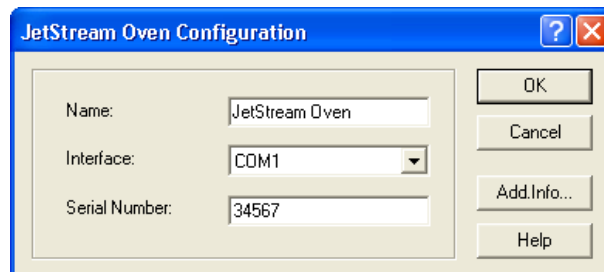 JetStream Oven Configuration
Name: JetStream Oven
Interface: COM1
Serial Number: 34567
OK
Cancel
Add.Info...
Help